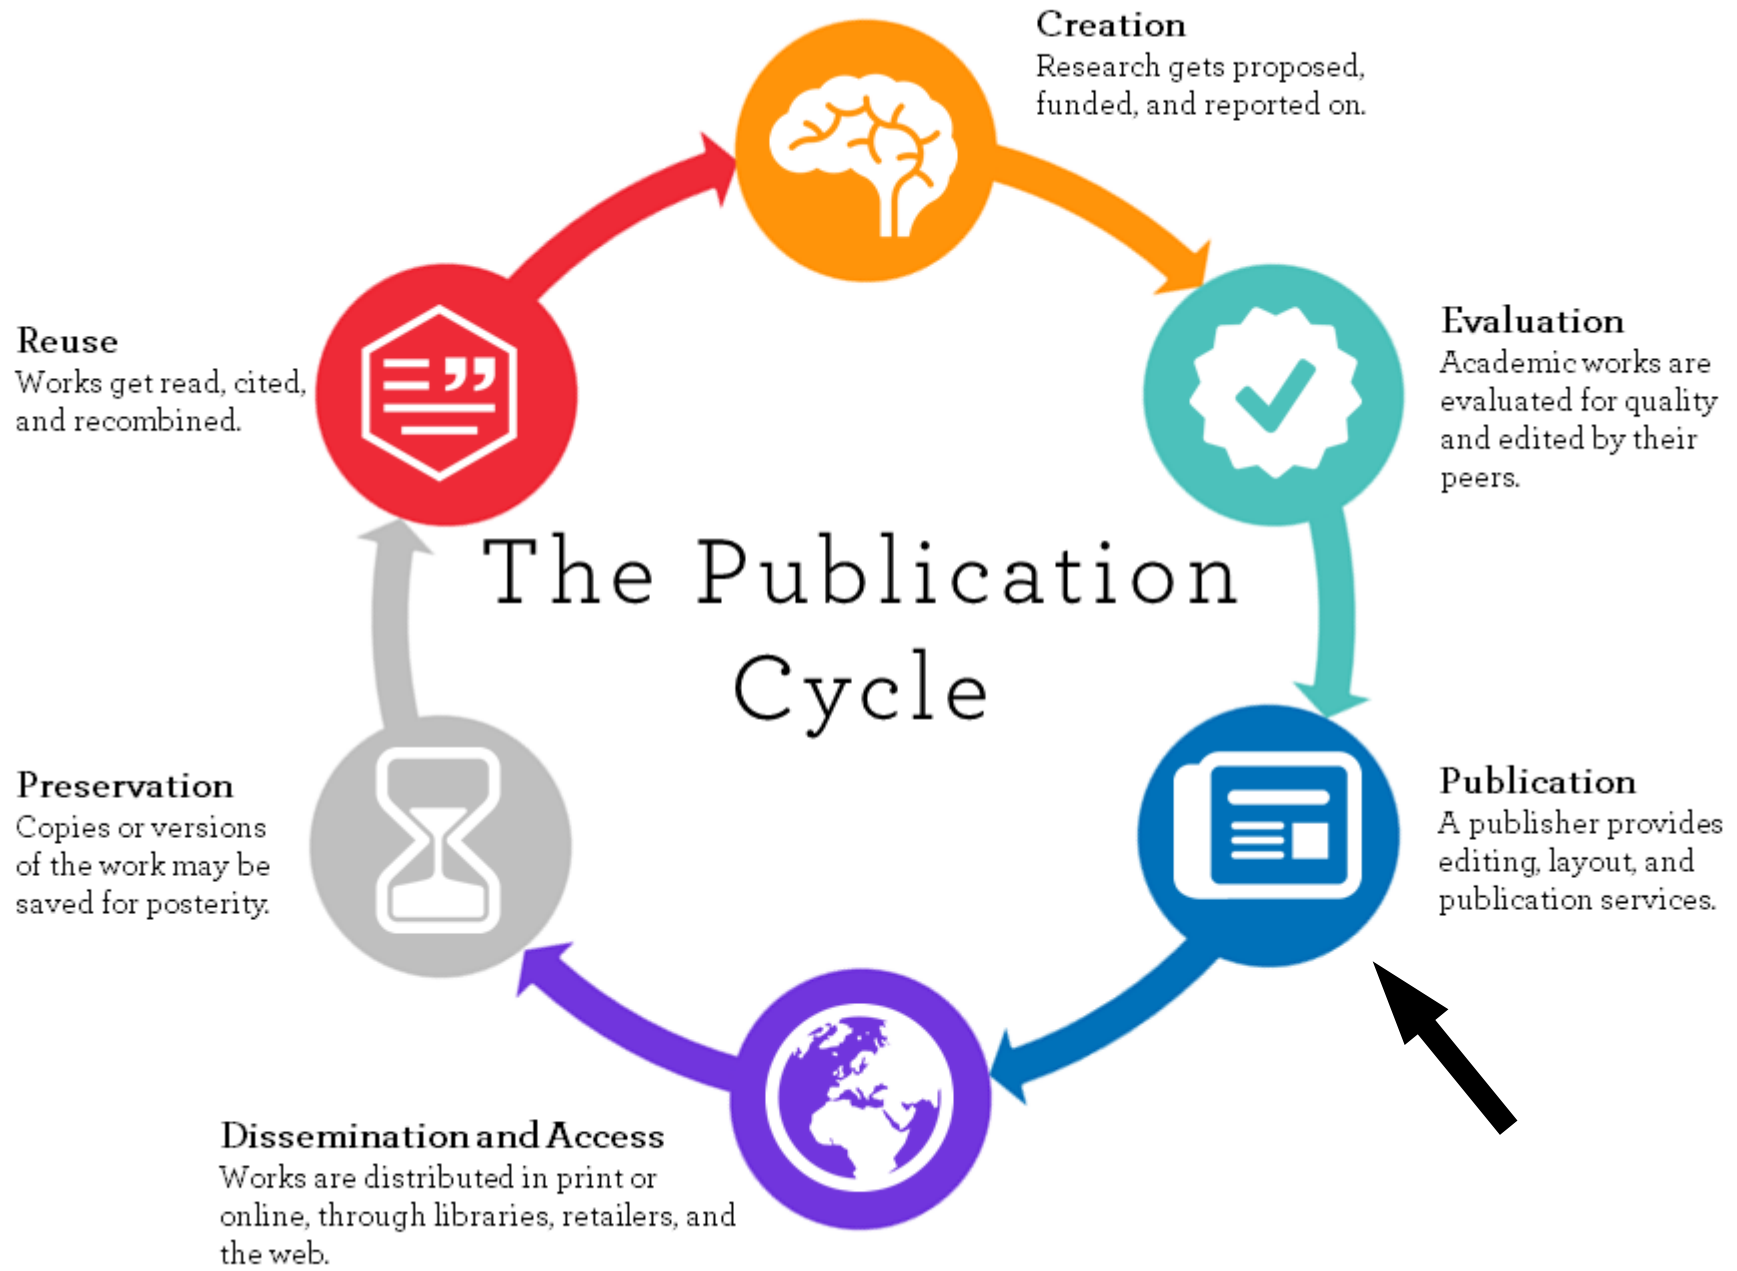 Creation
Research gets proposed,
funded, and reported on.
Evaluation
Academic works are
evaluated for quality
and edited by their
peers.
Publication
A publisher provides
editing, layout, and
publication services.
Dissemination and Access
Works are distributed in print or
online, through libraries, retailers, and
the web.
Preservation
Copies or versions
of the work may be
saved for posterity.
Reuse
Works get read, cited,
and recombined.
The Publication
Cycle